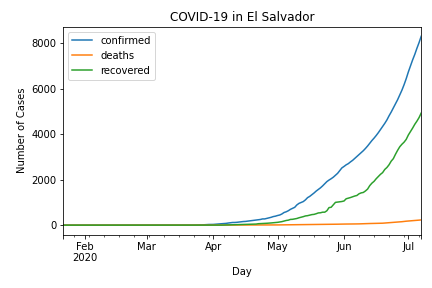 COVID-19 in El Salvador
confirmed
deaths
recovered
Number of Cases
8000
6000
4000
2000
0
Feb Mar Apr May Jun Jul
2020
Day